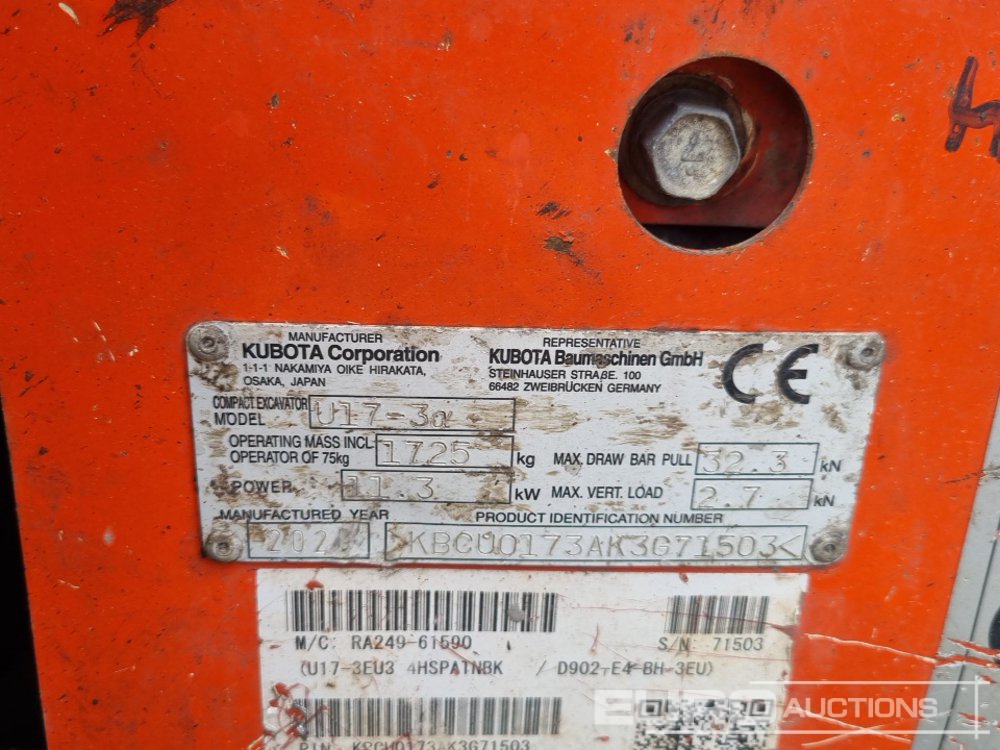 MANUFACTURER
KUBOTA Corporation
1-1-1 NAKAMIYA OIKE HIRAKATA,
OSAKA, JAPAN
REPRESENTATIVE
KUBOTA Baumaschinen GmbH
STEINHAUSER STRAßE. 100
66482 ZWEIBRÜCKEN GERMANY
CE
COMPACT EXCAVATOR
MODEL U17-3α
OPERATING MASS INCL.
OPERATOR OF 75kg 1725 kg
MAX. DRAW BAR PULL 32.3 kN
POWER 11.3 kW
MAX. VERT. LOAD 2.7 kN
MANUFACTURED YEAR
PRODUCT IDENTIFICATION NUMBER
>KBCU0173AK3G71503<
M/C: RA249-61590
S/N: 71503
(U17-3EU3 4HSPATNBK / D902-E4-BH-3EU)
PIN KBCU0173AK3G71503
EURO AUCTIONS